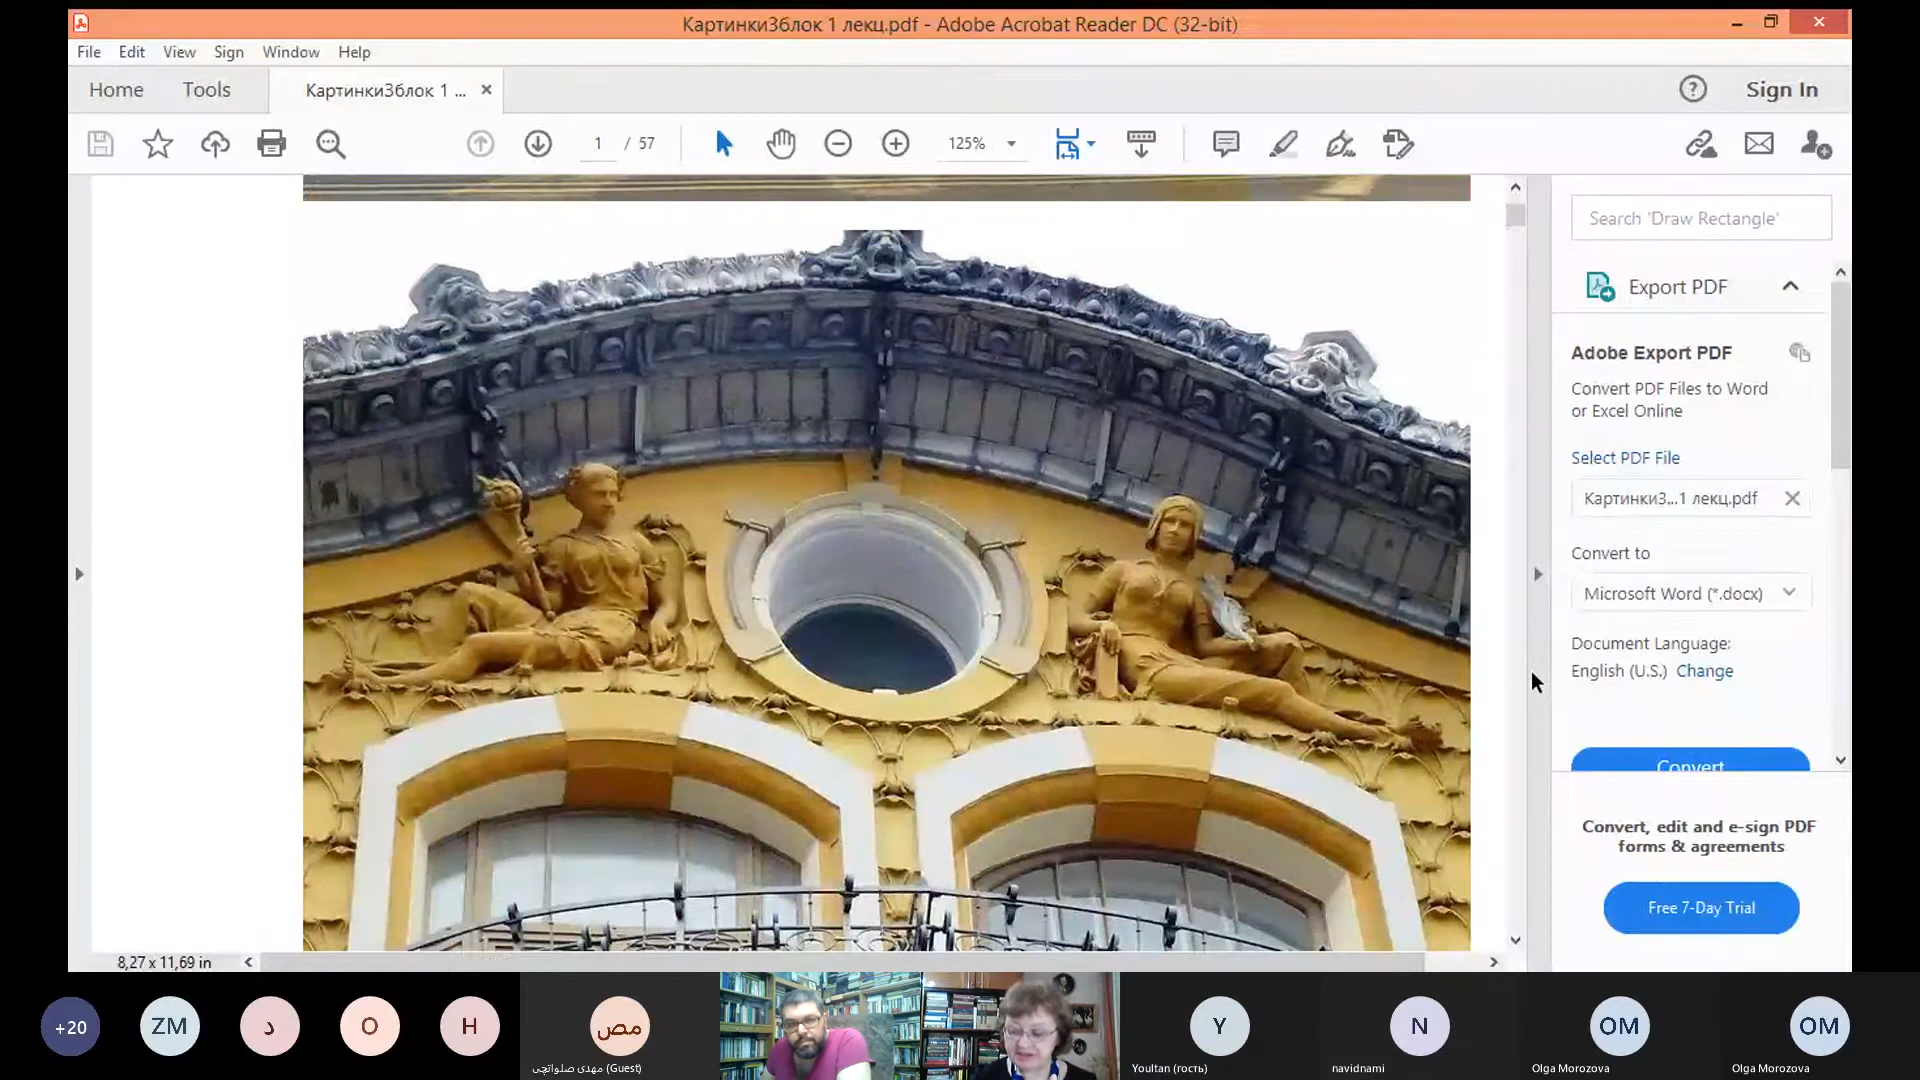 Картинки3блок 1 лекц.pdf - Adobe Acrobat Reader DC (32-bit)
File Edit View Sign Window Help
Home Tools Картинки3блок 1 ... Sign In
1 / 57 125%
Search 'Draw Rectangle'
Export PDF
Adobe Export PDF
Convert PDF Files to Word
or Excel Online
Select PDF File
Картинки3...1 лекц.pdf
Convert to
Microsoft Word (*.docx)
Document Language:
English (U.S.) Change
Convert
Convert, edit and e-sign PDF
forms & agreements
Free 7-Day Trial
8,27 x 11,69 in
+20 ZM د O H مص Y N OM OM
مهدی صلواتچی (Guest) Youltan (гость) navidnami Olga Morozova Olga Morozova